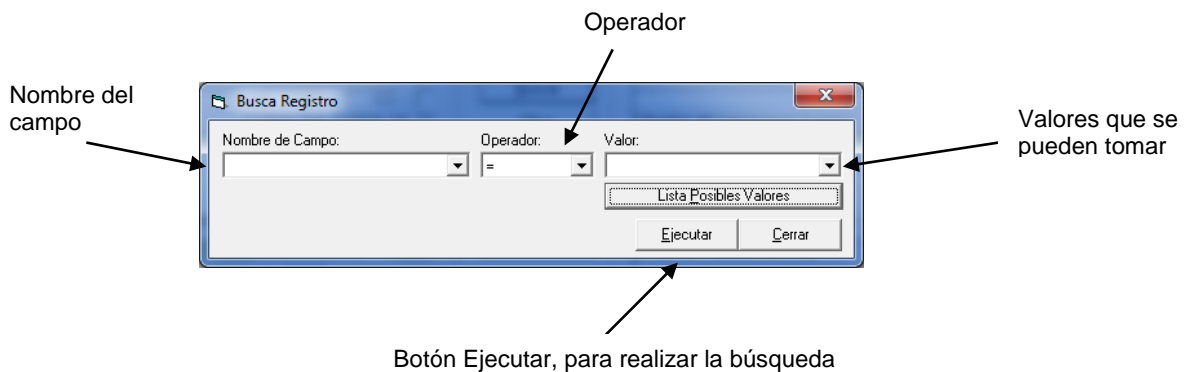 Operador
Nombre del
campo
Busca Registro
Valores que se
pueden tomar
Nombre de Campo:
Operador:
Valor:
=
Lista Posibles Valores
Ejecutar
Cerrar
Botón Ejecutar, para realizar la búsqueda